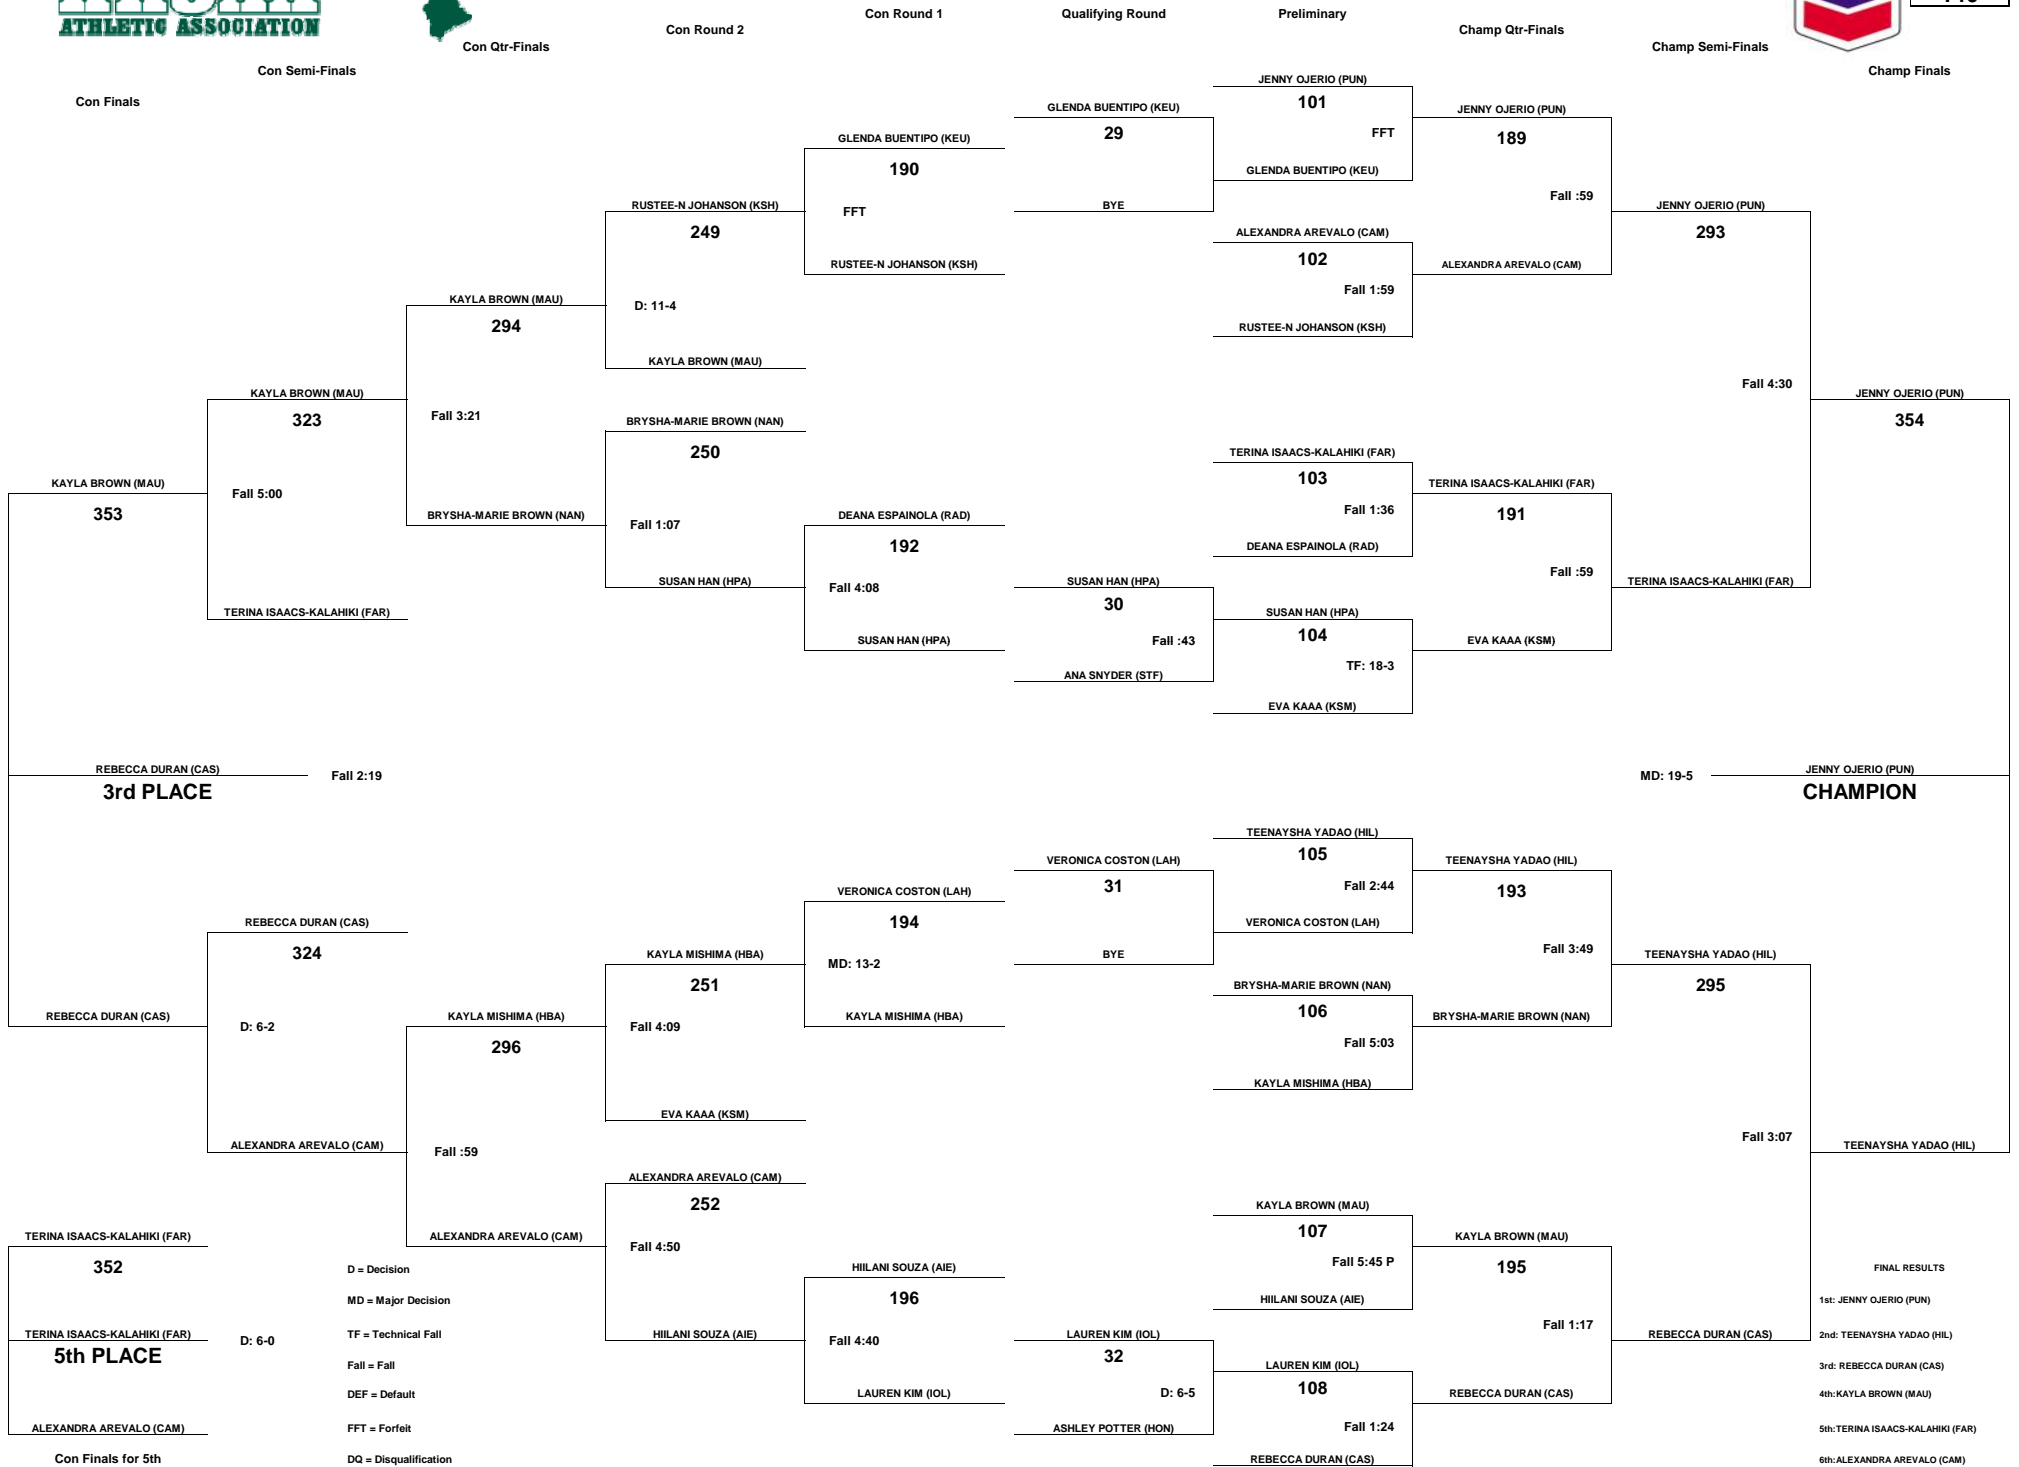 ATHLETIC ASSOCIATION
Con Finals
Con Semi-Finals
Con Qtr-Finals
Con Round 2
Con Round 1
Qualifying Round
Preliminary
Champ Qtr-Finals
Champ Semi-Finals
Champ Finals
KAYLA BROWN (MAU)
353
REBECCA DURAN (CAS)
Fall 2:19
3rd PLACE
REBECCA DURAN (CAS)
TERINA ISAACS-KALAHIKI (FAR)
352
TERINA ISAACS-KALAHIKI (FAR)
D: 6-0
5th PLACE
ALEXANDRA AREVALO (CAM)
Con Finals for 5th
KAYLA BROWN (MAU)
323
Fall 5:00
TERINA ISAACS-KALAHIKI (FAR)
REBECCA DURAN (CAS)
324
D: 6-2
ALEXANDRA AREVALO (CAM)
KAYLA BROWN (MAU)
294
Fall 3:21
BRYSHA-MARIE BROWN (NAN)
KAYLA MISHIMA (HBA)
296
Fall :59
ALEXANDRA AREVALO (CAM)
D = Decision
MD = Major Decision
TF = Technical Fall
Fall = Fall
DEF = Default
FFT = Forfeit
DQ = Disqualification
RUSTEE-N JOHANSON (KSH)
249
D: 11-4
KAYLA BROWN (MAU)
BRYSHA-MARIE BROWN (NAN)
250
Fall 1:07
SUSAN HAN (HPA)
KAYLA MISHIMA (HBA)
251
Fall 4:09
EVA KAAA (KSM)
ALEXANDRA AREVALO (CAM)
252
Fall 4:50
HIILANI SOUZA (AIE)
GLENDA BUENTIPO (KEU)
190
FFT
RUSTEE-N JOHANSON (KSH)
DEANA ESPAINOLA (RAD)
192
Fall 4:08
SUSAN HAN (HPA)
VERONICA COSTON (LAH)
194
MD: 13-2
KAYLA MISHIMA (HBA)
HIILANI SOUZA (AIE)
196
Fall 4:40
LAUREN KIM (IOL)
GLENDA BUENTIPO (KEU)
29
BYE
SUSAN HAN (HPA)
30
Fall :43
ANA SNYDER (STF)
VERONICA COSTON (LAH)
31
BYE
LAUREN KIM (IOL)
32
D: 6-5
ASHLEY POTTER (HON)
JENNY OJERIO (PUN)
101
FFT
GLENDA BUENTIPO (KEU)
ALEXANDRA AREVALO (CAM)
102
Fall 1:59
RUSTEE-N JOHANSON (KSH)
TERINA ISAACS-KALAHIKI (FAR)
103
Fall 1:36
DEANA ESPAINOLA (RAD)
SUSAN HAN (HPA)
104
TF: 18-3
EVA KAAA (KSM)
TEENAYSHA YADAO (HIL)
105
Fall 2:44
VERONICA COSTON (LAH)
BRYSHA-MARIE BROWN (NAN)
106
Fall 5:03
KAYLA MISHIMA (HBA)
KAYLA BROWN (MAU)
107
Fall 5:45 P
HIILANI SOUZA (AIE)
LAUREN KIM (IOL)
108
Fall 1:24
REBECCA DURAN (CAS)
JENNY OJERIO (PUN)
189
Fall :59
ALEXANDRA AREVALO (CAM)
TERINA ISAACS-KALAHIKI (FAR)
191
Fall :59
EVA KAAA (KSM)
TEENAYSHA YADAO (HIL)
193
Fall 3:49
BRYSHA-MARIE BROWN (NAN)
KAYLA BROWN (MAU)
195
Fall 1:17
REBECCA DURAN (CAS)
JENNY OJERIO (PUN)
293
Fall 4:30
TERINA ISAACS-KALAHIKI (FAR)
TEENAYSHA YADAO (HIL)
295
Fall 3:07
REBECCA DURAN (CAS)
JENNY OJERIO (PUN)
354
MD: 19-5
JENNY OJERIO (PUN)
CHAMPION
TEENAYSHA YADAO (HIL)
FINAL RESULTS
1st: JENNY OJERIO (PUN)
2nd: TEENAYSHA YADAO (HIL)
3rd: REBECCA DURAN (CAS)
4th:KAYLA BROWN (MAU)
5th:TERINA ISAACS-KALAHIKI (FAR)
6th:ALEXANDRA AREVALO (CAM)